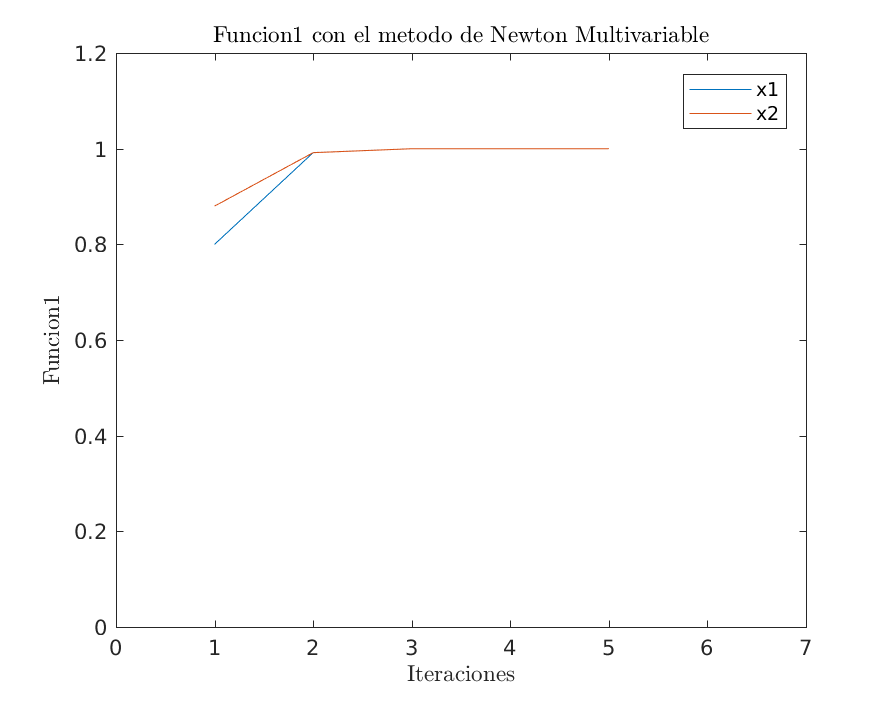 Funcion1 con el metodo de Newton Multivariable
1.2
x1
x2
1
0.8
0.6
0.4
0.2
0
Funcion1
0 1 2 3 4 5 6 7
Iteraciones